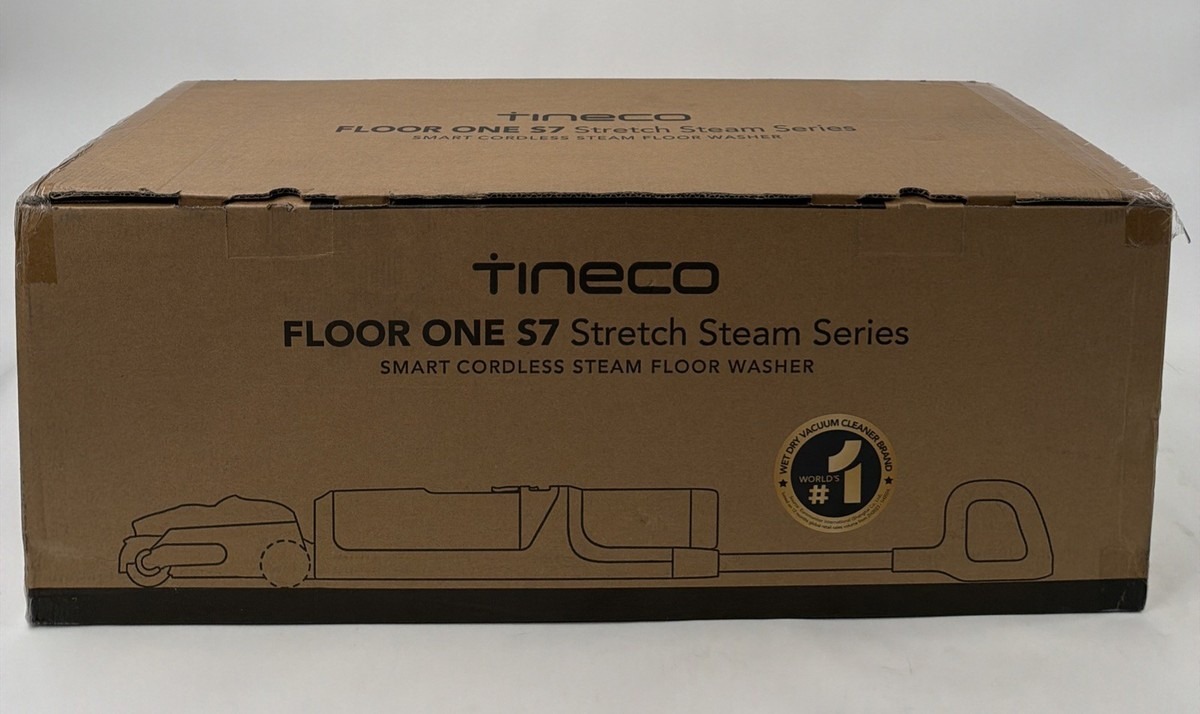 TINECO
FLOOR ONE S7 Stretch Steam Series
SMART CORDLESS STEAM FLOOR WASHER
TINECO
FLOOR ONE S7 Stretch Steam Series
SMART CORDLESS STEAM FLOOR WASHER
WET DRY VACUUM CLEANER BRAND
WORLD'S
#1